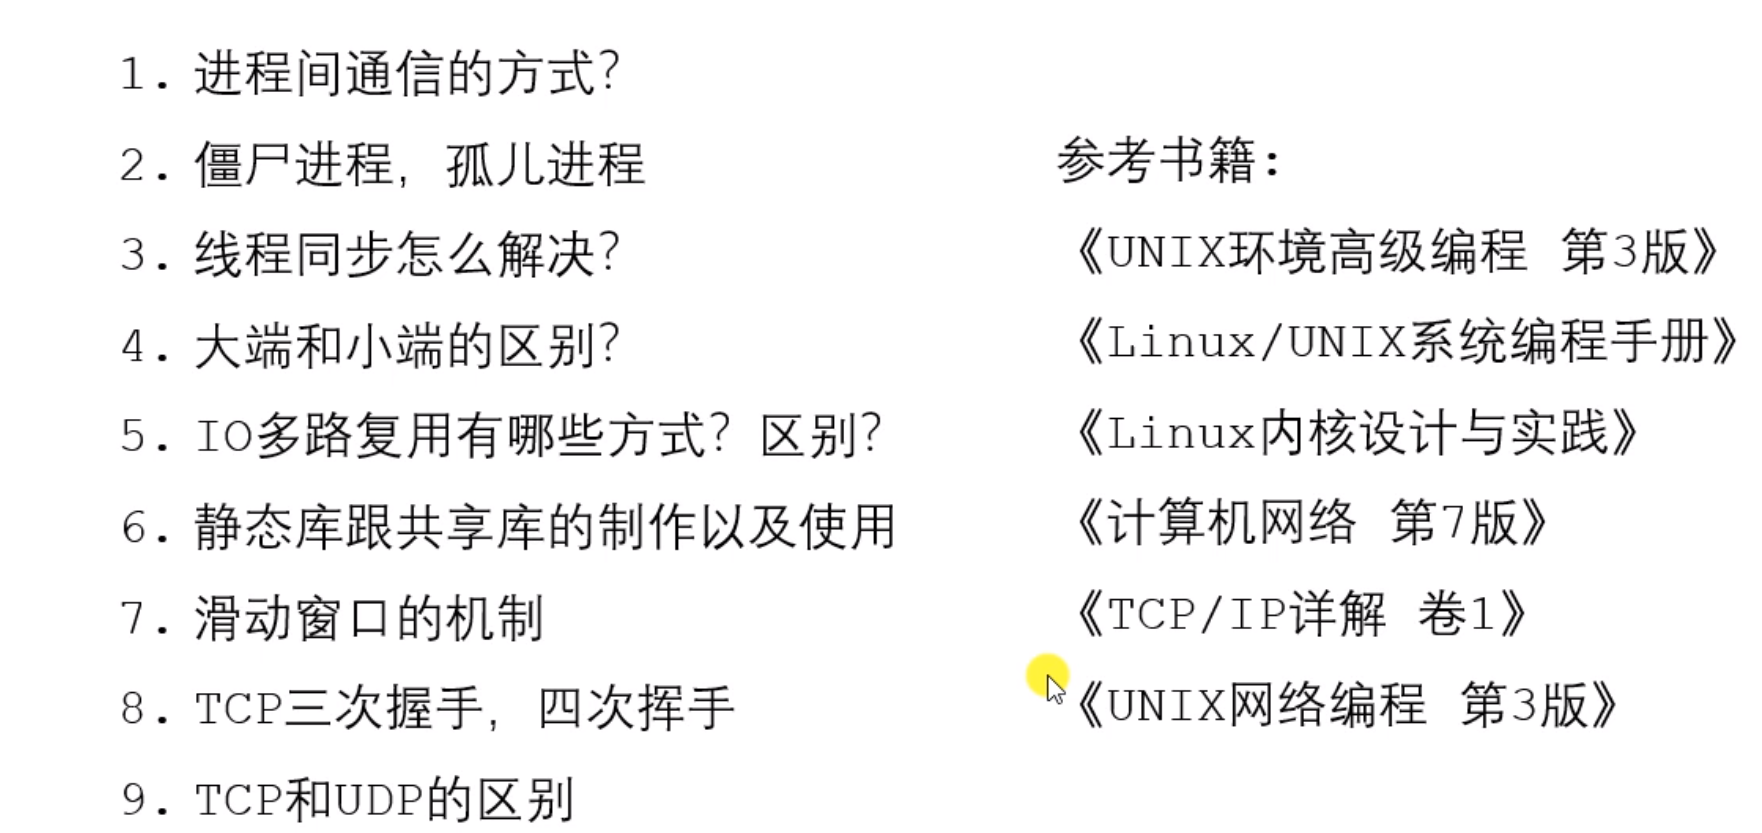 1. 进程间通信的方式？
2. 僵尸进程，孤儿进程
3. 线程同步怎么解决？
4. 大端和小端的区别？
5. IO多路复用有哪些方式？区别？
6. 静态库跟共享库的制作以及使用
7. 滑动窗口的机制
8. TCP三次握手，四次挥手
9. TCP和UDP的区别
参考书籍：
《UNIX环境高级编程 第3版》
《Linux/UNIX系统编程手册》
《Linux内核设计与实践》
《计算机网络 第7版》
《TCP/IP详解 卷1》
《UNIX网络编程 第3版》